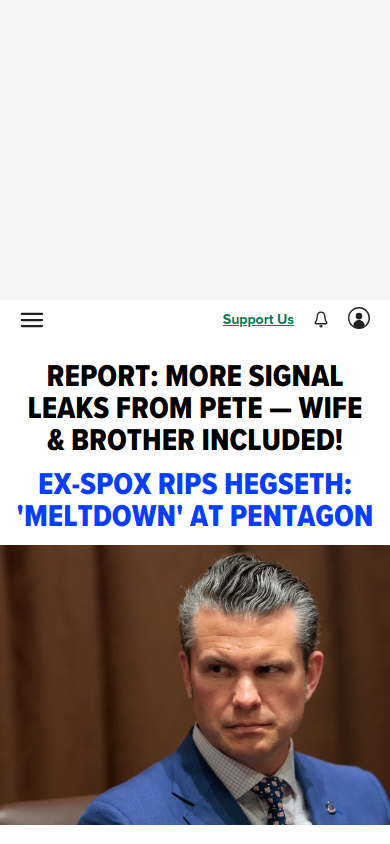 Support Us
REPORT: MORE SIGNAL
LEAKS FROM PETE — WIFE
& BROTHER INCLUDED!
EX-SPOX RIPS HEGSETH:
'MELTDOWN' AT PENTAGON